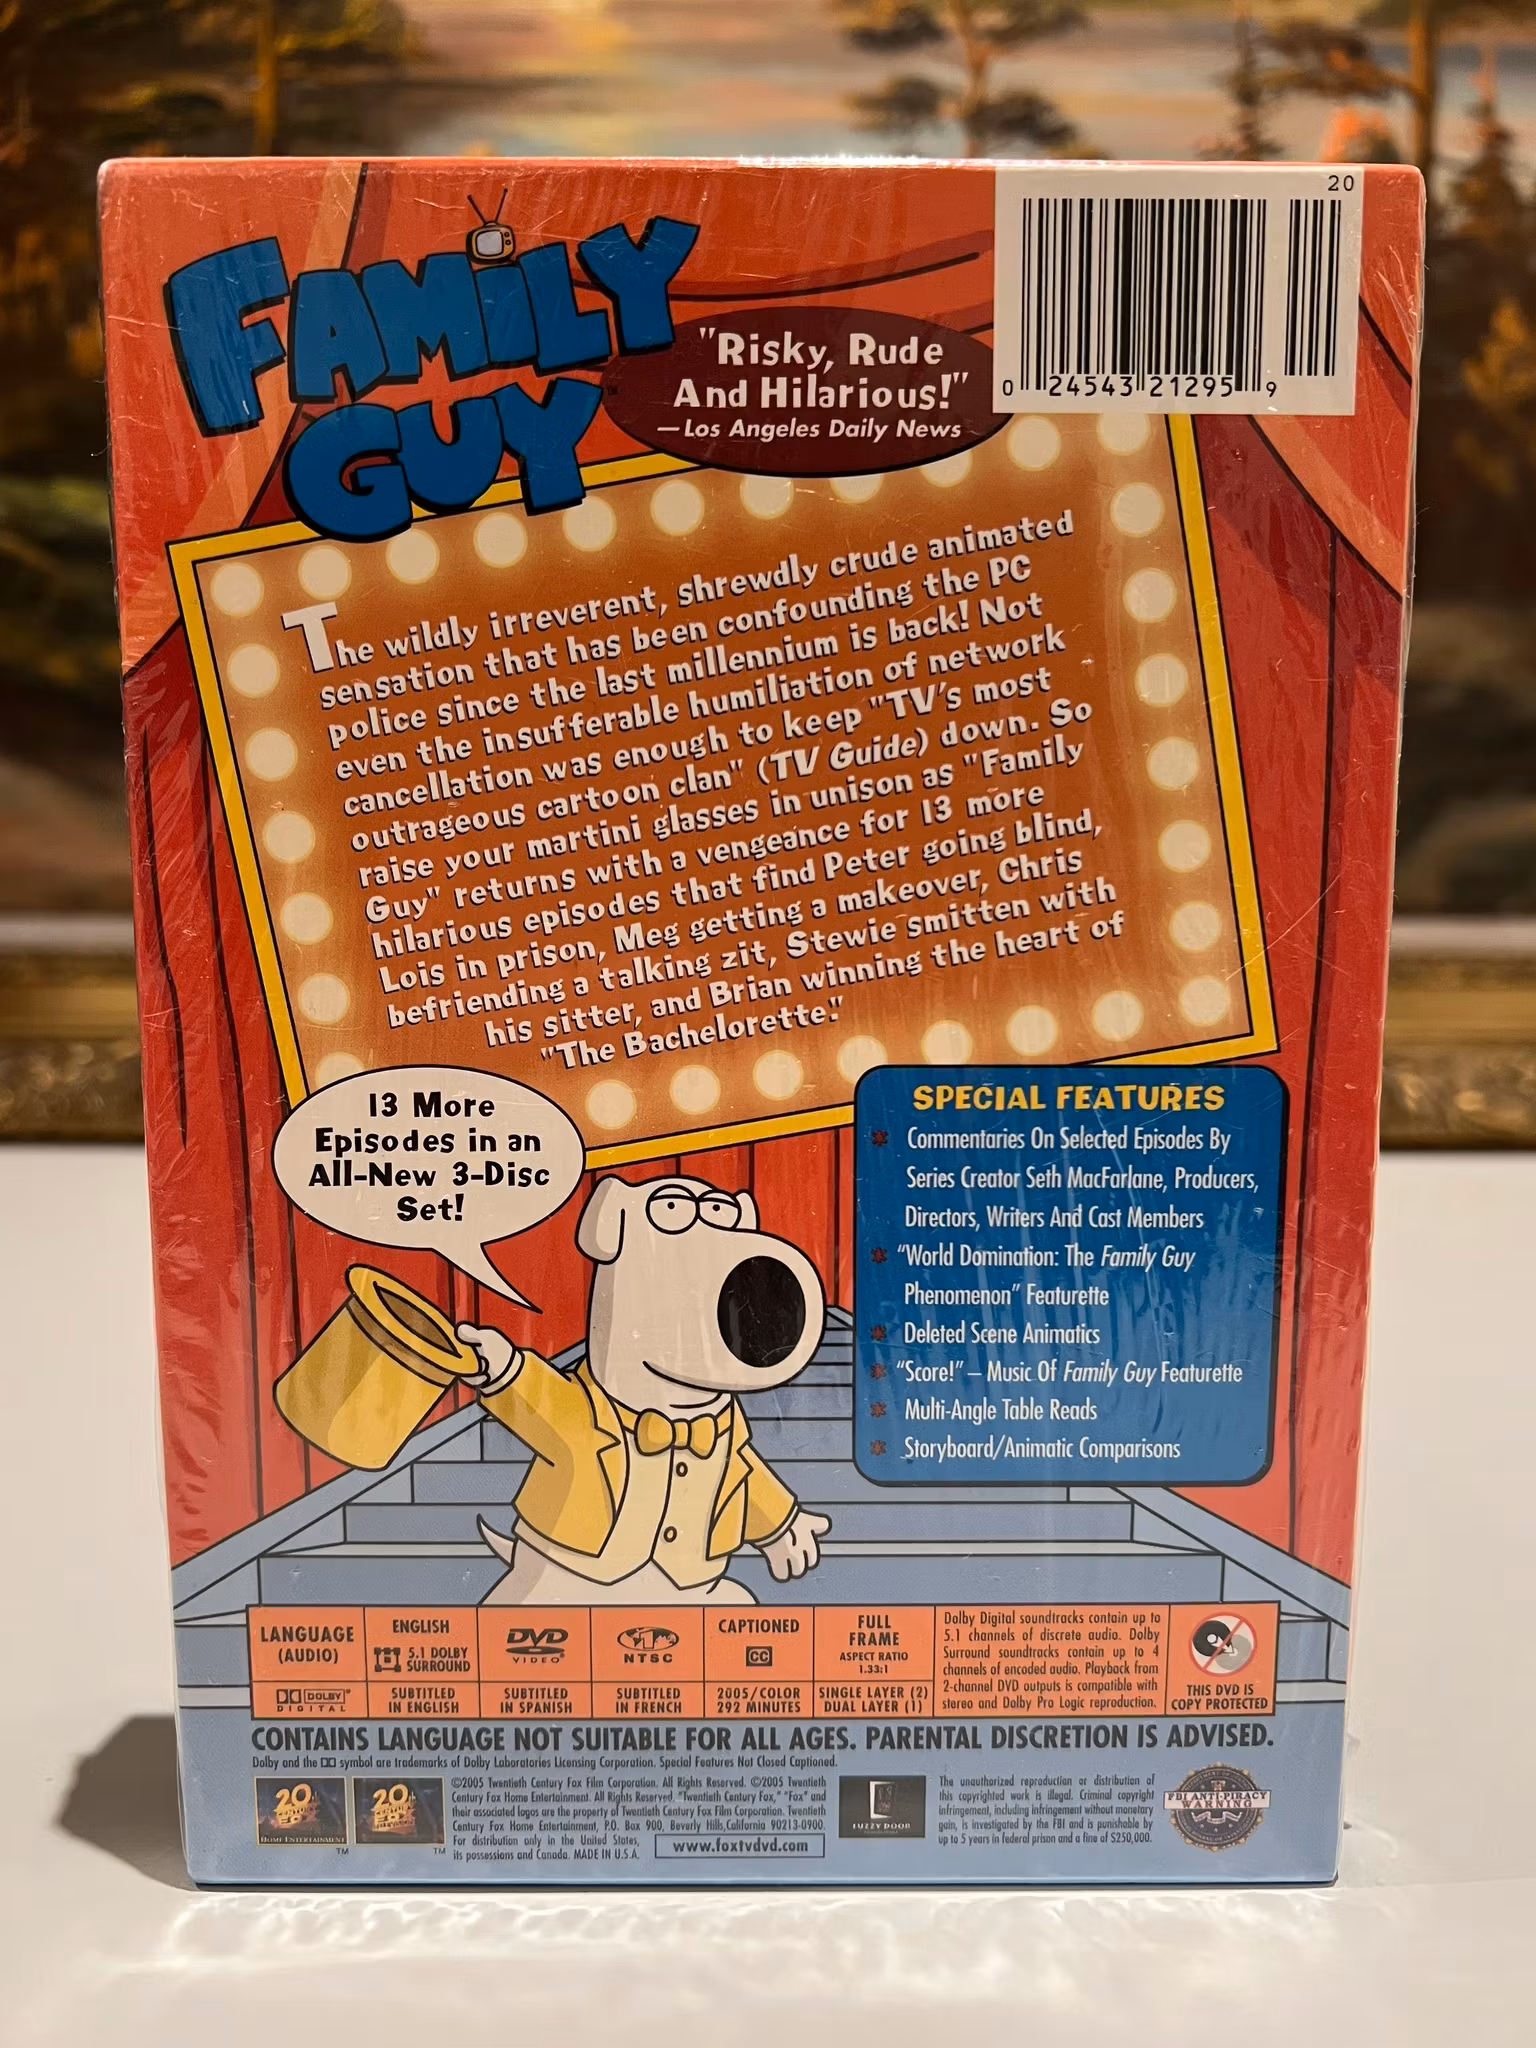 FAMILY
GUY
"Risky, Rude
And Hilarious!"
—Los Angeles Daily News
20
0 24543 21295 9
The wildly irreverent, shrewdly crude animated
sensation that has been confounding the PC
police since the last millennium is back! Not
even the insufferable humiliation of network
cancellation was enough to keep "TV's most
outrageous cartoon clan" (TV Guide) down. So
raise your martini glasses in unison as "Family
Guy" returns with a vengeance for 13 more
hilarious episodes that find Peter going blind,
Lois in prison, Meg getting a makeover, Chris
befriending a talking zit, Stewie smitten with
his sitter, and Brian winning the heart of
"The Bachelorette."
13 More
Episodes in an
All-New 3-Disc
Set!
SPECIAL FEATURES
Commentaries On Selected Episodes By
Series Creator Seth MacFarlane, Producers,
Directors, Writers And Cast Members
"World Domination: The Family Guy
Phenomenon" Featurette
Deleted Scene Animatics
"Score!" – Music Of Family Guy Featurette
Multi-Angle Table Reads
Storyboard/Animatic Comparisons
LANGUAGE
(AUDIO)
DOLBY
DIGITAL
ENGLISH
5.1 DOLBY
SURROUND
SUBTITLED
IN ENGLISH
DVD
VIDEO
SUBTITLED
IN SPANISH
NTSC
SUBTITLED
IN FRENCH
CAPTIONED
CC
2005/COLOR
292 MINUTES
FULL
FRAME
ASPECT RATIO
1.33:1
SINGLE LAYER (2)
DUAL LAYER (1)
Dolby Digital soundtracks contain up to
5.1 channels of discrete audio. Dolby
Surround soundtracks contain up to 4
channels of encoded audio. Playback from
2-channel DVD outputs is compatible with
stereo and Dolby Pro Logic reproduction.
THIS DVD IS
COPY PROTECTED
CONTAINS LANGUAGE NOT SUITABLE FOR ALL AGES. PARENTAL DISCRETION IS ADVISED.
Dolby and the DD symbol are trademarks of Dolby Laboratories Licensing Corporation. Special Features Not Closed Captioned.
20
HOME ENTERTAINMENT
TM
20
TM
©2005 Twentieth Century Fox Film Corporation. All Rights Reserved. ©2005 Twentieth
Century Fox Home Entertainment, Inc. All Rights Reserved. "Twentieth Century Fox," "Fox" and
their associated logos are the property of Twentieth Century Fox Film Corporation. Twentieth
Century Fox Home Entertainment, P.O. Box 900, Beverly Hills, California 90213-0900.
For distribution only in the United States,
its possessions and Canada. MADE IN U.S.A.
www.foxtvdvd.com
FUZZY DOOR
The unauthorized reproduction or distribution of
this copyrighted work is illegal. Criminal copyright
infringement, including infringement without monetary
gain, is investigated by the FBI and is punishable by
up to 5 years in federal prison and a fine of $250,000.
FBI ANTI-PIRACY
WARNING